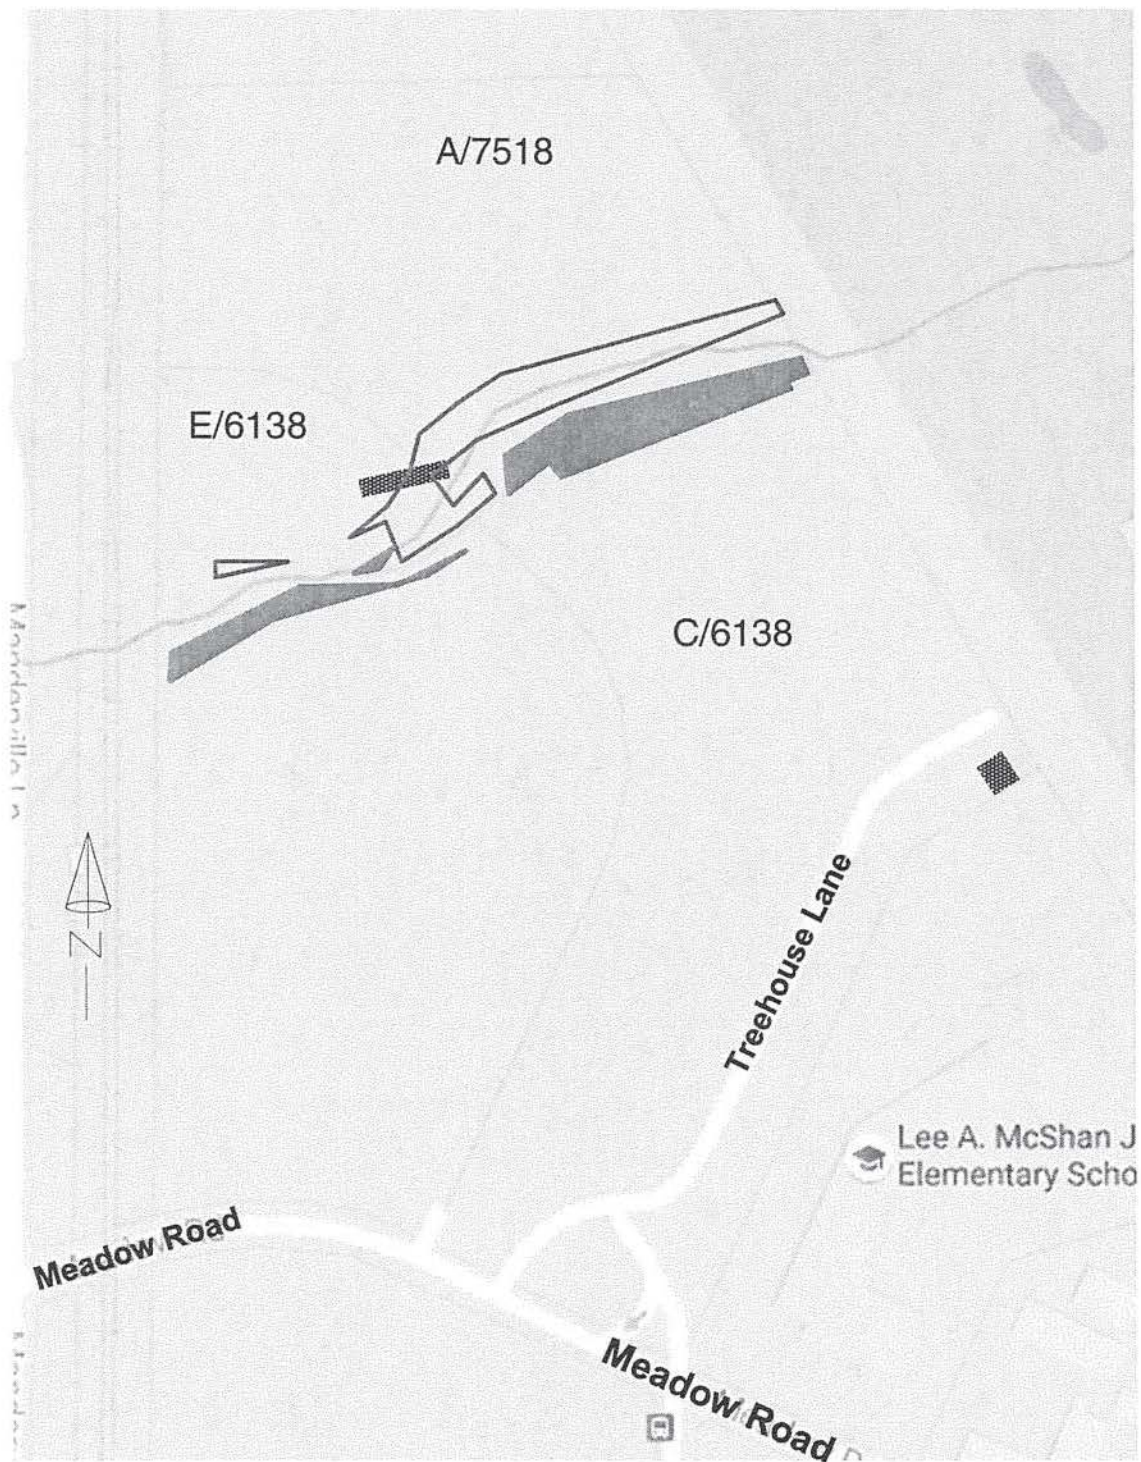 A/7518
E/6138
C/6138
N
Treehouse Lane
Lee A. McShan J
Elementary Scho
Meadow Road
Meadow Road